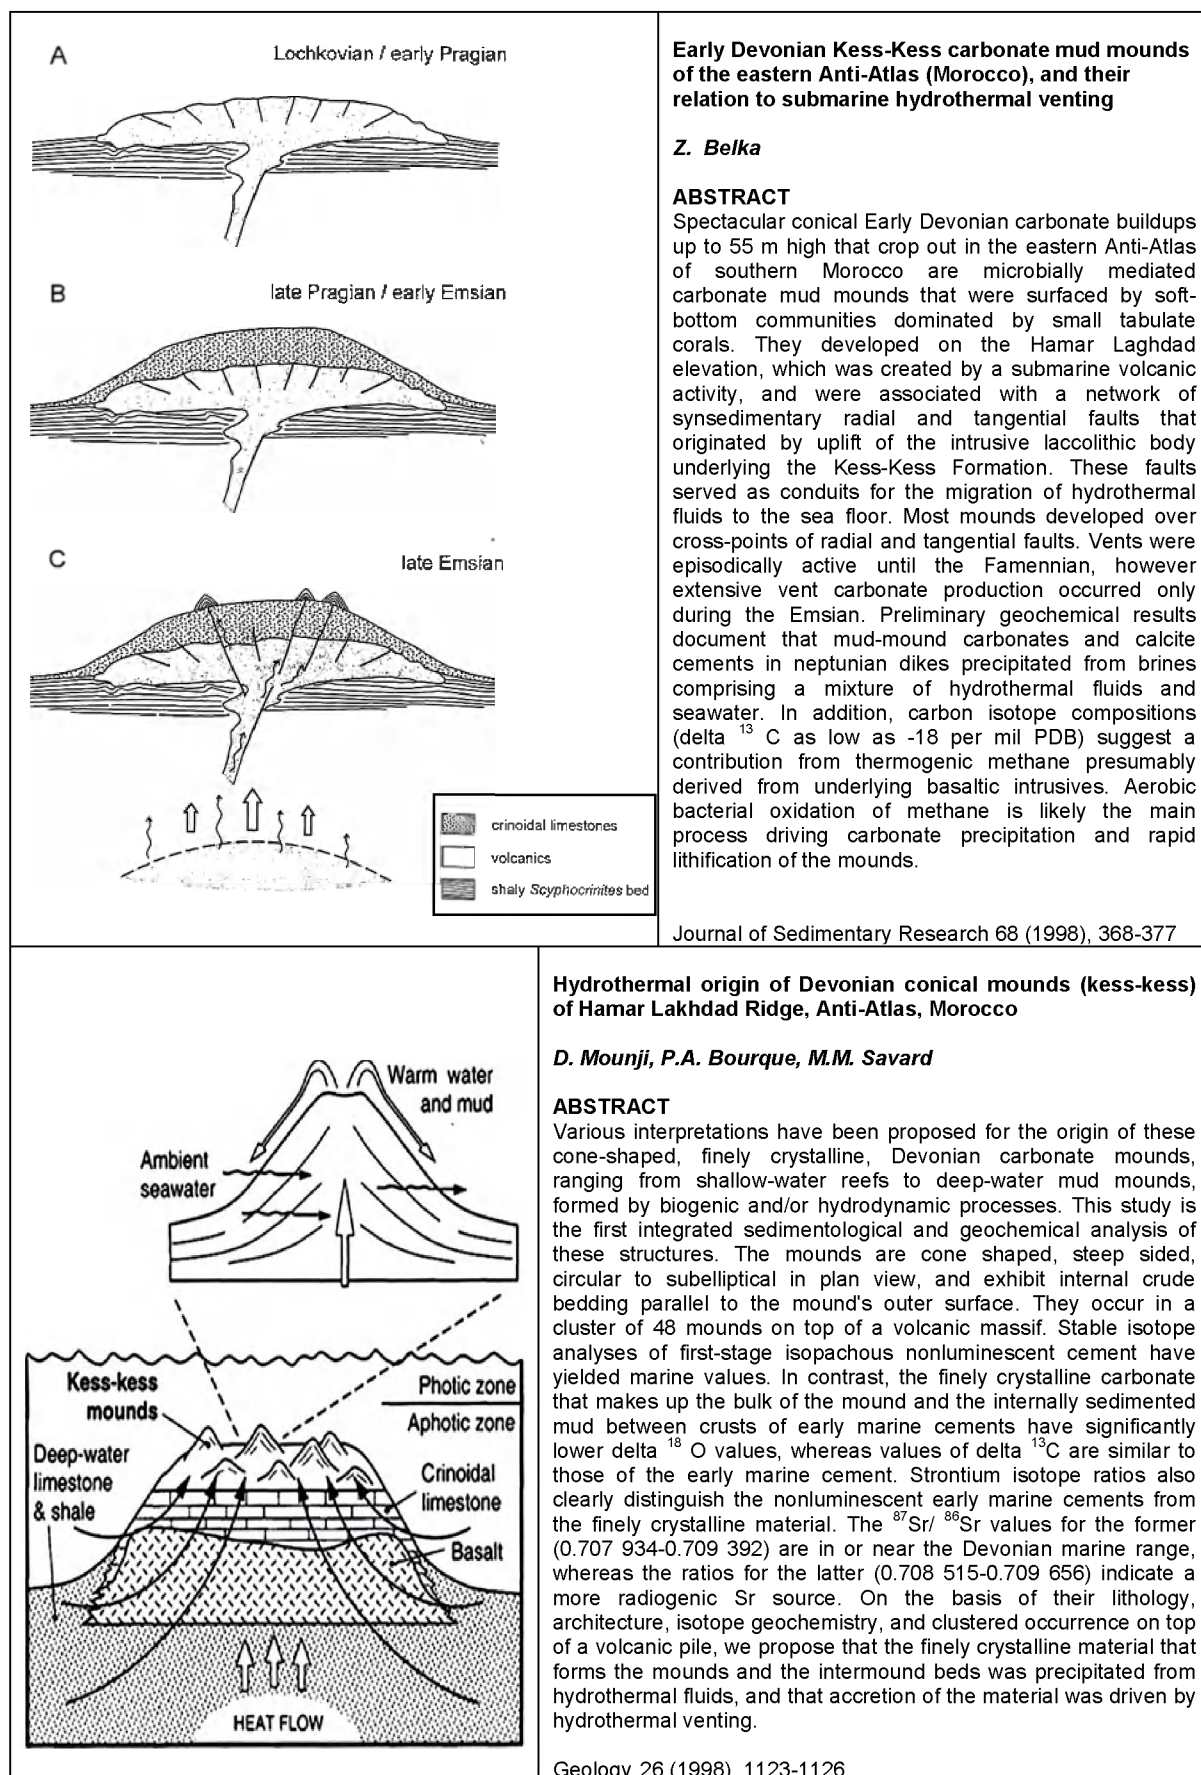 A
Lochkovian / early Pragian
B
late Pragian / early Emsian
C
late Emsian
crinoidal limestones
volcanics
shaly Scyphocrinites bed
Early Devonian Kess-Kess carbonate mud mounds
of the eastern Anti-Atlas (Morocco), and their
relation to submarine hydrothermal venting
Z. Belka
ABSTRACT
Spectacular conical Early Devonian carbonate buildups
up to 55 m high that crop out in the eastern Anti-Atlas
of southern Morocco are microbially mediated
carbonate mud mounds that were surfaced by soft-
bottom communities dominated by small tabulate
corals. They developed on the Hamar Laghdad
elevation, which was created by a submarine volcanic
activity, and were associated with a network of
synsedimentary radial and tangential faults that
originated by uplift of the intrusive laccolithic body
underlying the Kess-Kess Formation. These faults
served as conduits for the migration of hydrothermal
fluids to the sea floor. Most mounds developed over
cross-points of radial and tangential faults. Vents were
episodically active until the Famennian, however
extensive vent carbonate production occurred only
during the Emsian. Preliminary geochemical results
document that mud-mound carbonates and calcite
cements in neptunian dikes precipitated from brines
comprising a mixture of hydrothermal fluids and
seawater. In addition, carbon isotope compositions
(delta 13 C as low as -18 per mil PDB) suggest a
contribution from thermogenic methane presumably
derived from underlying basaltic intrusives. Aerobic
bacterial oxidation of methane is likely the main
process driving carbonate precipitation and rapid
lithification of the mounds.
Journal of Sedimentary Research 68 (1998), 368-377
Warm water
and mud
Ambient
seawater
Kess-kess
mounds
Photic zone
Aphotic zone
Deep-water
limestone
& shale
Crinoidal
limestone
Basalt
HEAT FLOW
Hydrothermal origin of Devonian conical mounds (kess-kess)
of Hamar Lakhdad Ridge, Anti-Atlas, Morocco
D. Mounji, P.A. Bourque, M.M. Savard
ABSTRACT
Various interpretations have been proposed for the origin of these
cone-shaped, finely crystalline, Devonian carbonate mounds,
ranging from shallow-water reefs to deep-water mud mounds,
formed by biogenic and/or hydrodynamic processes. This study is
the first integrated sedimentological and geochemical analysis of
these structures. The mounds are cone shaped, steep sided,
circular to subelliptical in plan view, and exhibit internal crude
bedding parallel to the mound's outer surface. They occur in a
cluster of 48 mounds on top of a volcanic massif. Stable isotope
analyses of first-stage isopachous nonluminescent cement have
yielded marine values. In contrast, the finely crystalline carbonate
that makes up the bulk of the mound and the internally sedimented
mud between crusts of early marine cements have significantly
lower delta 18 O values, whereas values of delta 13C are similar to
those of the early marine cement. Strontium isotope ratios also
clearly distinguish the nonluminescent early marine cements from
the finely crystalline material. The 87Sr/ 86Sr values for the former
(0.707 934-0.709 392) are in or near the Devonian marine range,
whereas the ratios for the latter (0.708 515-0.709 656) indicate a
more radiogenic Sr source. On the basis of their lithology,
architecture, isotope geochemistry, and clustered occurrence on top
of a volcanic pile, we propose that the finely crystalline material that
forms the mounds and the intermound beds was precipitated from
hydrothermal fluids, and that accretion of the material was driven by
hydrothermal venting.
Geology 26 (1998), 1123-1126